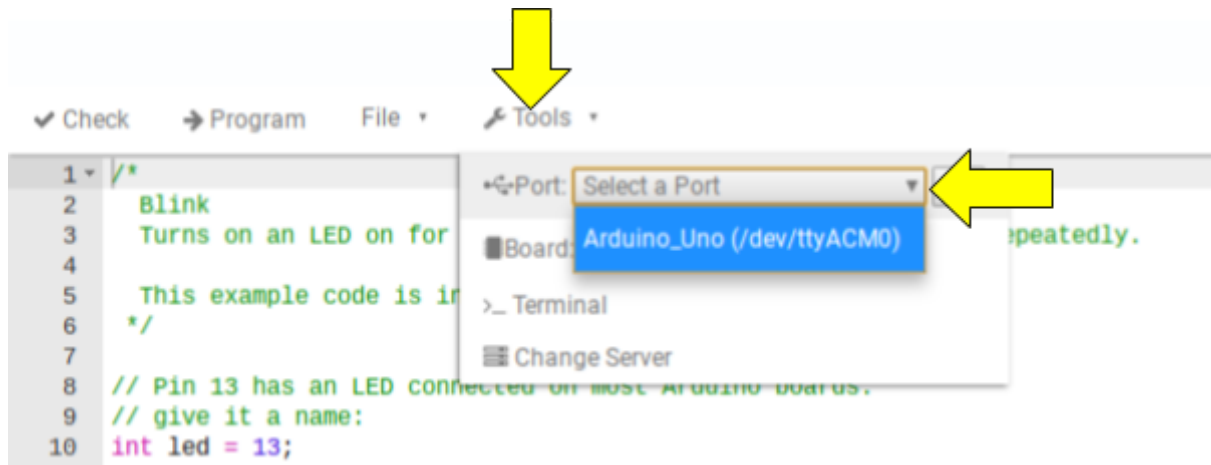 Check Program File Tools
Port: Select a Port
Arduino_Uno (/dev/ttyACM0)
Board:
>_ Terminal
Change Server
1 /*
2 Blink
3 Turns on an LED on for epeatedly.
4
5 This example code is in
6 */
7
8 // Pin 13 has an LED connected on most Arduino boards.
9 // give it a name:
10 int led = 13;